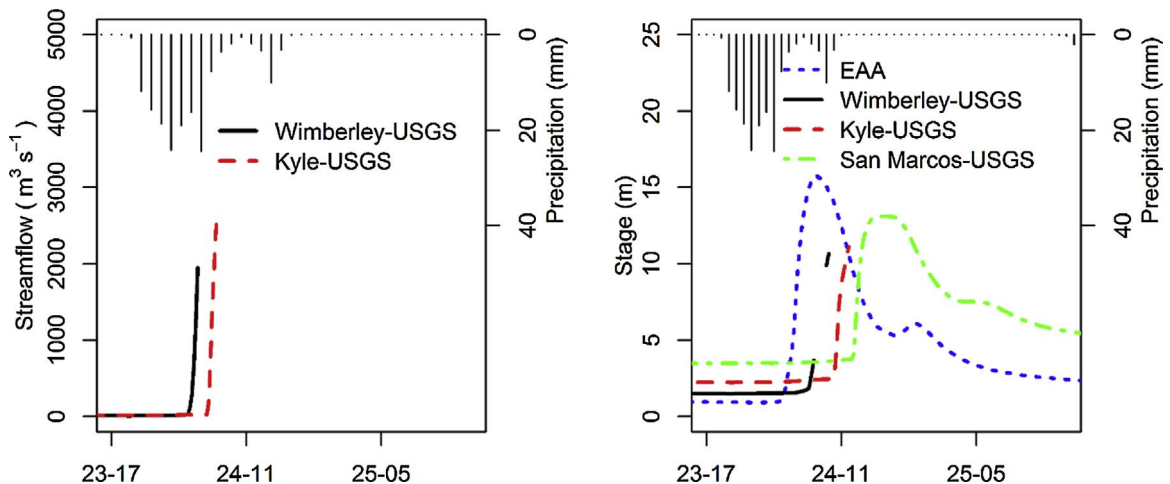 Streamflow ( m³ s⁻¹)
5000
4000
3000
2000
1000
0
23-17
24-11
25-05
0
20
40
Precipitation (mm)
Wimberley-USGS
Kyle-USGS
Stage (m)
25
20
15
10
5
0
23-17
24-11
25-05
0
20
40
Precipitation (mm)
EAA
Wimberley-USGS
Kyle-USGS
San Marcos-USGS